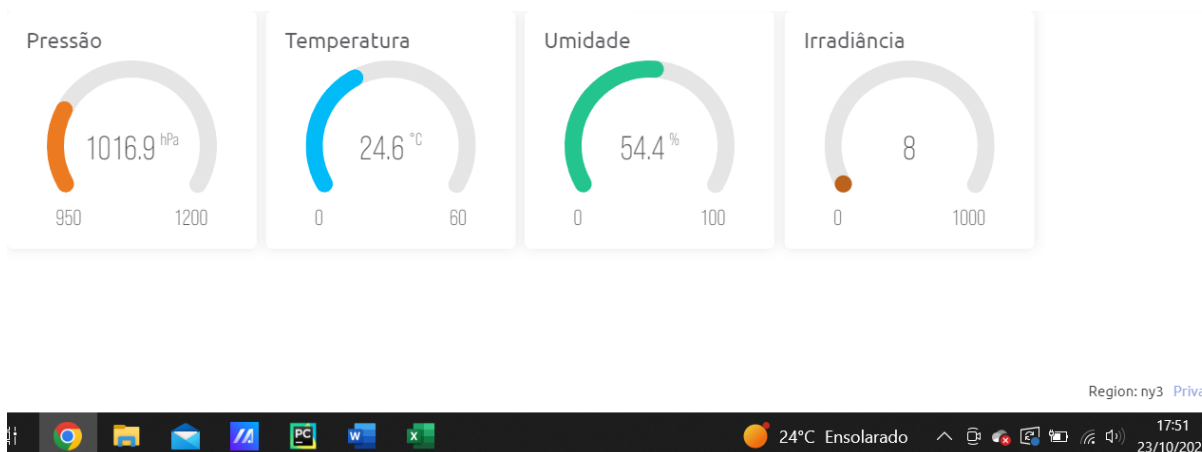 Pressão
1016.9 hPa
950 1200
Temperatura
24.6 °C
0 60
Umidade
54.4 %
0 100
Irradiância
8
0 1000
Region: ny3
24°C Ensolarado
17:51
PC
W
X